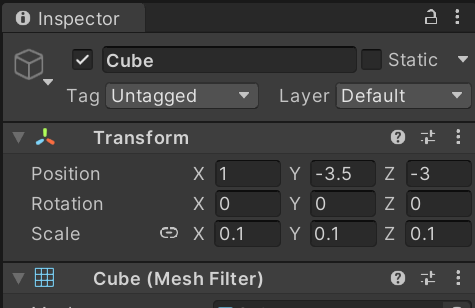 Inspector
Cube Static
Tag Untagged Layer Default
Transform
Position X 1 Y -3.5 Z -3
Rotation X 0 Y 0 Z 0
Scale X 0.1 Y 0.1 Z 0.1
Cube (Mesh Filter)